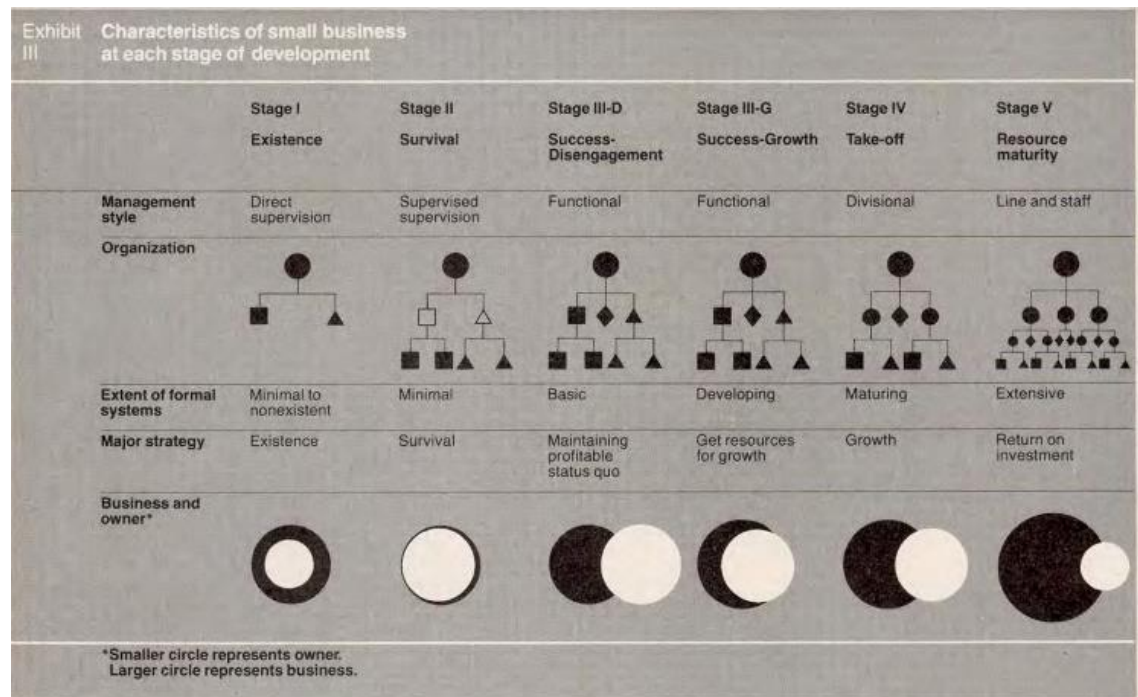 Exhibit III
Characteristics of small business
at each stage of development
Stage I
Existence
Stage II
Survival
Stage III-D
Success-
Disengagement
Stage III-G
Success-Growth
Stage IV
Take-off
Stage V
Resource
maturity
Management
style
Direct
supervision
Supervised
supervision
Functional
Functional
Divisional
Line and staff
Organization
Extent of formal
systems
Minimal to
nonexistent
Minimal
Basic
Developing
Maturing
Extensive
Major strategy
Existence
Survival
Maintaining
profitable
status quo
Get resources
for growth
Growth
Return on
investment
Business and
owner*
*Smaller circle represents owner.
Larger circle represents business.